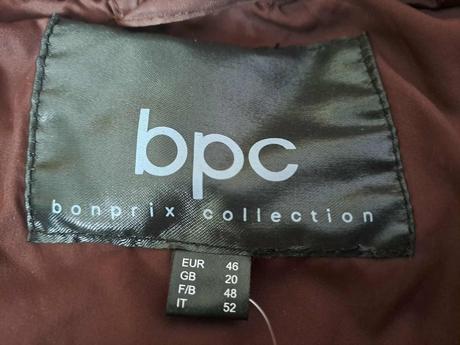 bpc
bonprix collection
EUR 46
GB 20
F/B 48
IT 52